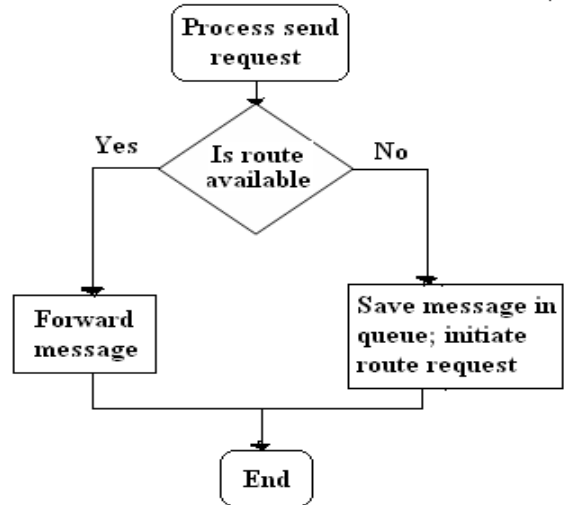 Process send
request
Yes
Is route
available
No
Forward
message
Save message in
queue; initiate
route request
End